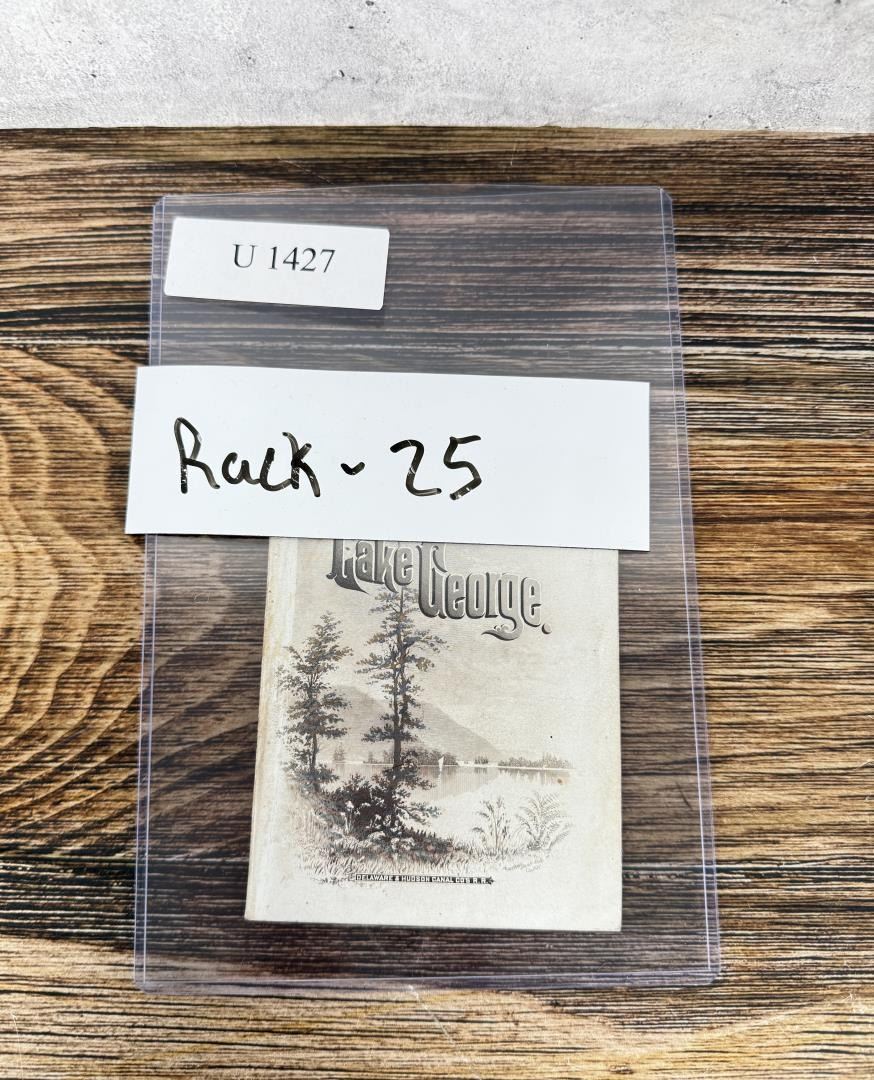 U 1427
Rack - 25
Lake George.
DELAWARE & HUDSON CANAL CO'S R. R.